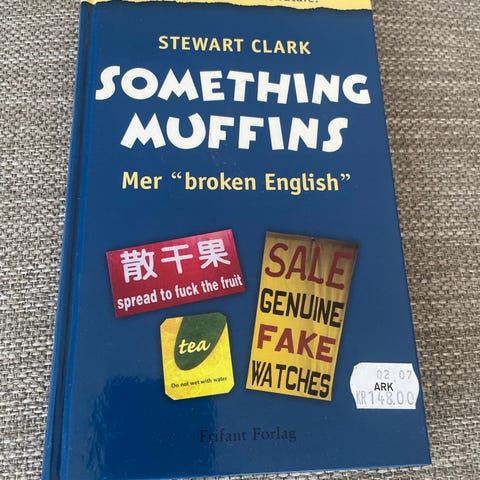 STEWART CLARK
SOMETHING
MUFFINS
Mer “broken English”
散干果
spread to fuck the fruit
tea
Do not wet with water
SALE
GENUINE
FAKE
WATCHES
02 07
ARK
KR148.00
Frifant Forlag